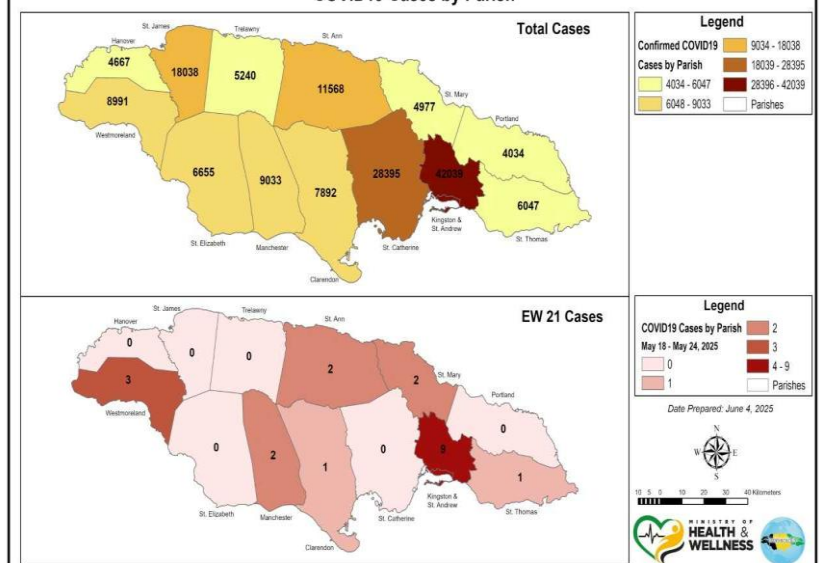 Total Cases
Hanover
St. James
Trelawny
St. Ann
4667
18038
5240
11568
4977
St. Mary
8991
Portland
4034
Westmoreland
6655
9033
7892
28395
42039
6047
St. Elizabeth
Manchester
Clarendon
St. Catherine
Kingston &
St. Andrew
St. Thomas
Legend
Confirmed COVID19
Cases by Parish
4034 - 6047
6048 - 9033
9034 - 18038
18039 - 28395
28396 - 42039
Parishes
EW 21 Cases
Hanover
St. James
Trelawny
St. Ann
0
0
0
2
2
St. Mary
3
Portland
0
Westmoreland
0
2
1
0
9
1
St. Elizabeth
Manchester
Clarendon
St. Catherine
Kingston &
St. Andrew
St. Thomas
Legend
COVID19 Cases by Parish
May 18 - May 24, 2025
0
1
2
3
4 - 9
Parishes
Date Prepared: June 4, 2025
N
W E
S
10 5 0 10 20 30 40 Kilometers
MINISTRY OF
HEALTH &
WELLNESS